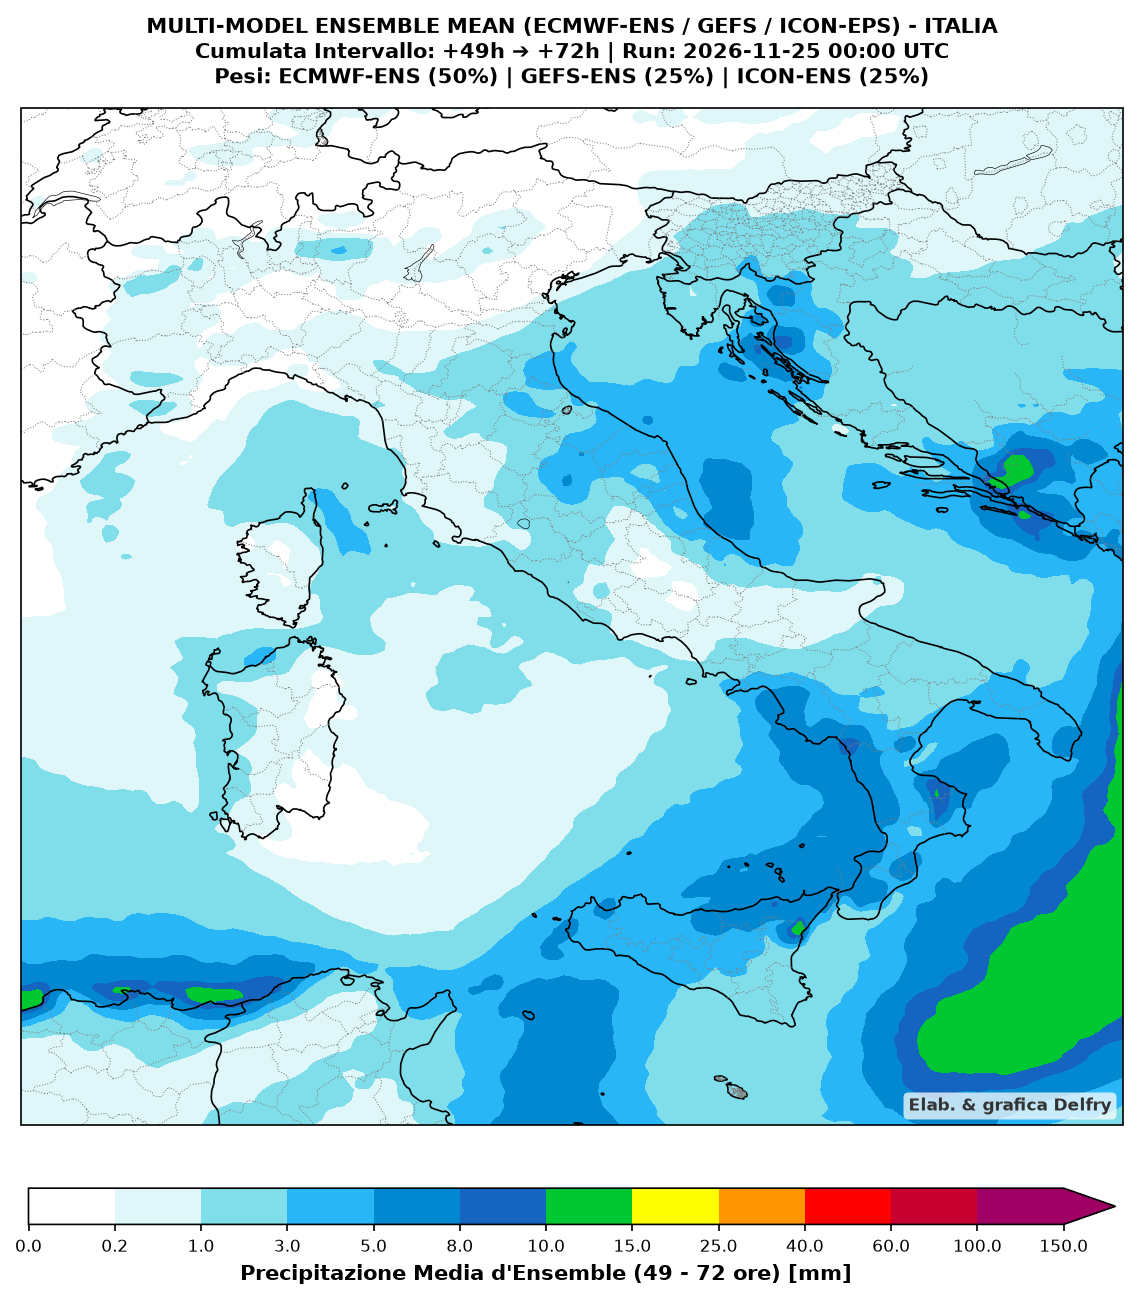 MULTI-MODEL ENSEMBLE MEAN (ECMWF-ENS / GEFS / ICON-EPS) - ITALIA
Cumulata Intervallo: +49h ➔ +72h | Run: 2026-11-25 00:00 UTC
Pesi: ECMWF-ENS (50%) | GEFS-ENS (25%) | ICON-ENS (25%)
Elab. & grafica Delfry
0.0 0.2 1.0 3.0 5.0 8.0 10.0 15.0 25.0 40.0 60.0 100.0 150.0
Precipitazione Media d'Ensemble (49 - 72 ore) [mm]